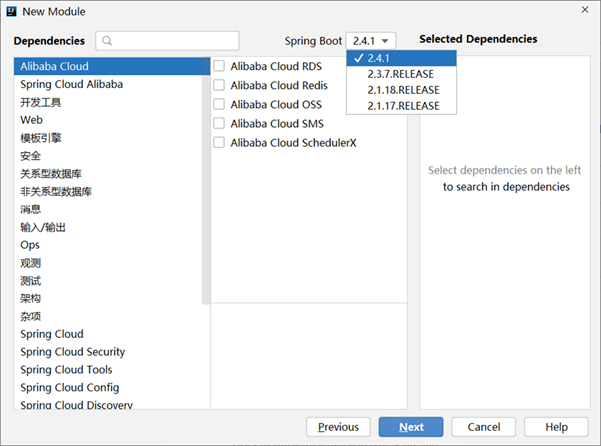 New Module
Dependencies
Spring Boot 2.4.1
Selected Dependencies
2.4.1
2.3.7.RELEASE
2.1.18.RELEASE
2.1.17.RELEASE
Alibaba Cloud
Spring Cloud Alibaba
开发工具
Web
模板引擎
安全
关系型数据库
非关系型数据库
消息
输入/输出
Ops
观测
测试
架构
杂项
Spring Cloud
Spring Cloud Security
Spring Cloud Tools
Spring Cloud Config
Spring Cloud Discovery
Alibaba Cloud RDS
Alibaba Cloud Redis
Alibaba Cloud OSS
Alibaba Cloud SMS
Alibaba Cloud SchedulerX
Select dependencies on the left
to search in dependencies
Previous
Next
Cancel
Help